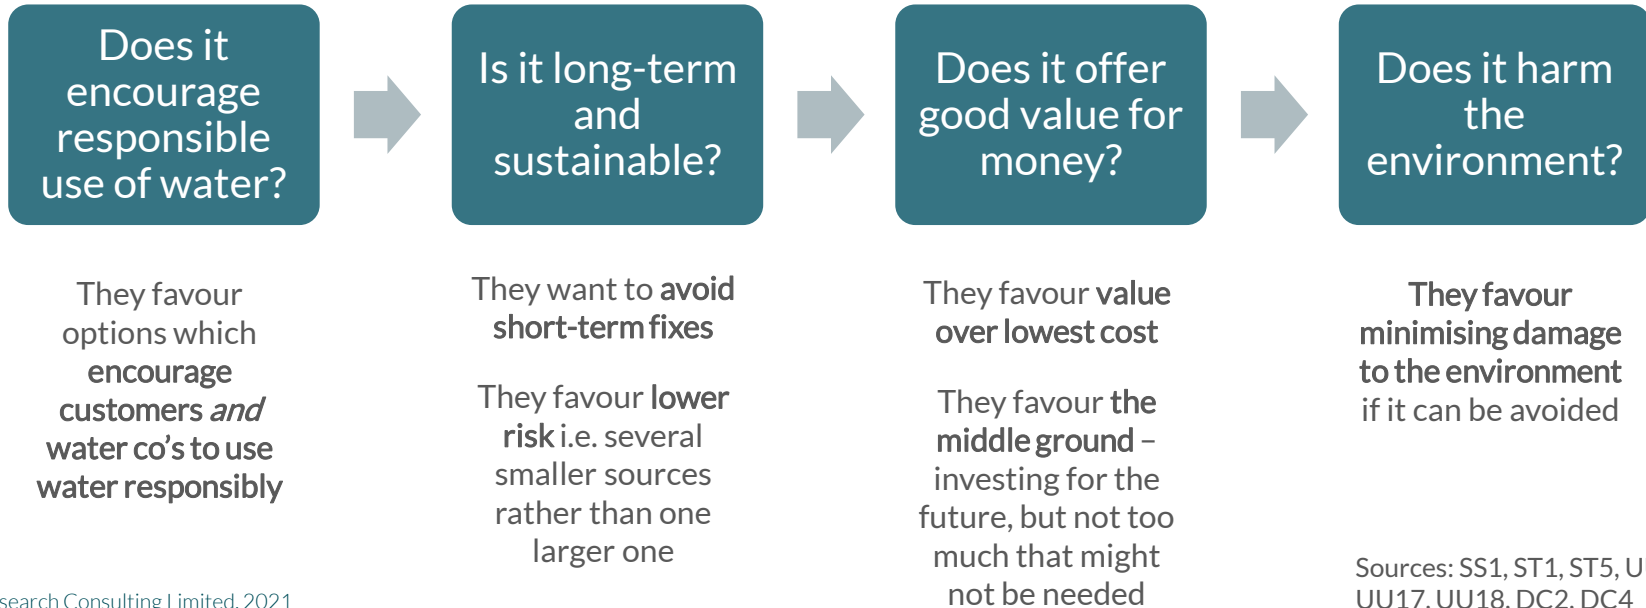 Does it
encourage
responsible
use of water?
They favour
options which
encourage
customers and
water co's to use
water responsibly
Is it long-term
and
sustainable?
They want to avoid
short-term fixes
They favour lower
risk i.e. several
smaller sources
rather than one
larger one
Does it offer
good value for
money?
They favour value
over lowest cost
They favour the
middle ground –
investing for the
future, but not too
much that might
not be needed
Does it harm
the
environment?
They favour
minimising damage
to the environment
if it can be avoided
Sources: SS1, ST1, ST5,
UU17, UU18, DC2, DC4
Consulting Limited, 2021